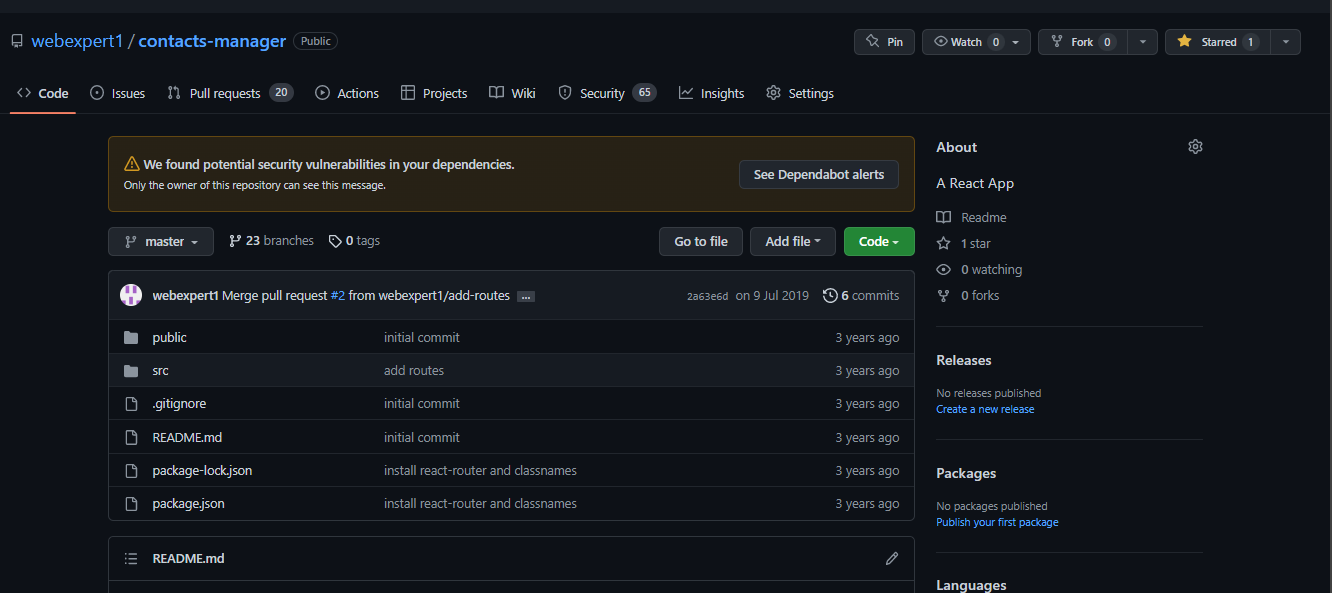 webexpert1 / contacts-manager Public
Pin Watch 0 Fork 0 Starred 1
Code Issues Pull requests 20 Actions Projects Wiki Security 65 Insights Settings
We found potential security vulnerabilities in your dependencies.
Only the owner of this repository can see this message.
See Dependabot alerts
master 23 branches 0 tags Go to file Add file Code
webexpert1 Merge pull request #2 from webexpert1/add-routes ... 2a63e6d on 9 Jul 2019 6 commits
public initial commit 3 years ago
src add routes 3 years ago
.gitignore initial commit 3 years ago
README.md initial commit 3 years ago
package-lock.json install react-router and classnames 3 years ago
package.json install react-router and classnames 3 years ago
README.md
About
A React App
Readme
1 star
0 watching
0 forks
Releases
No releases published
Create a new release
Packages
No packages published
Publish your first package
Languages